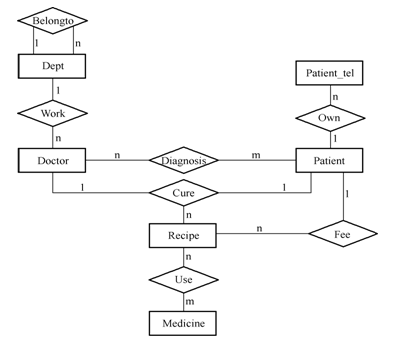 Belongto
1 n
Dept
Patient_tel
1
n
Work
Own
n
1
Doctor
n
Diagnosis
m
Patient
1
Cure
1
1
n
Recipe
n
Fee
n
Use
m
Medicine